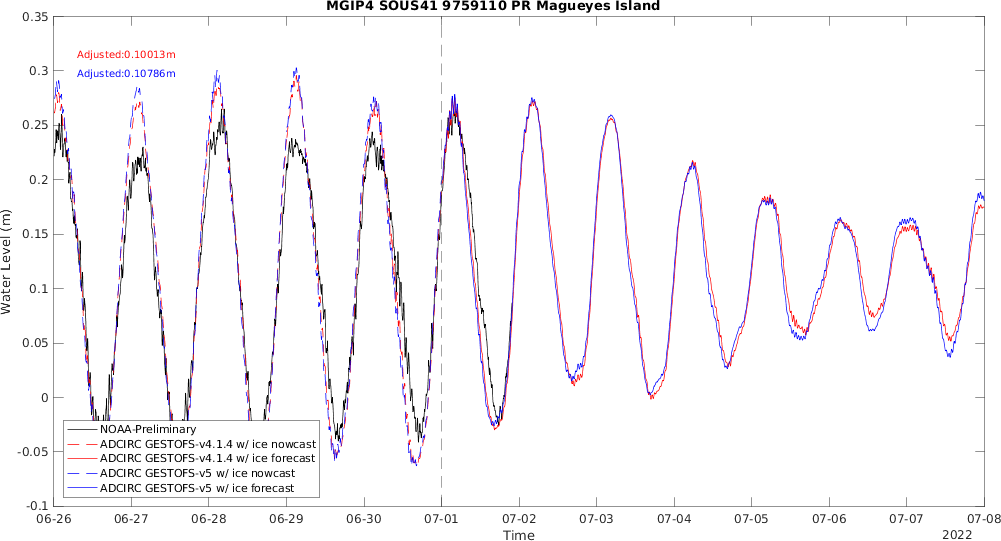 MGIP4 SOUS41 9759110 PR Magueyes Island
0.35
0.3
0.25
0.2
0.15
0.1
0.05
0
-0.05
-0.1
Water Level (m)
Adjusted:0.10013m
Adjusted:0.10786m
NOAA-Preliminary
ADCIRC GESTOFS-v4.1.4 w/ ice nowcast
ADCIRC GESTOFS-v4.1.4 w/ ice forecast
ADCIRC GESTOFS-v5 w/ ice nowcast
ADCIRC GESTOFS-v5 w/ ice forecast
06-26 06-27 06-28 06-29 06-30 07-01 07-02 07-03 07-04 07-05 07-06 07-07 07-08
Time
2022